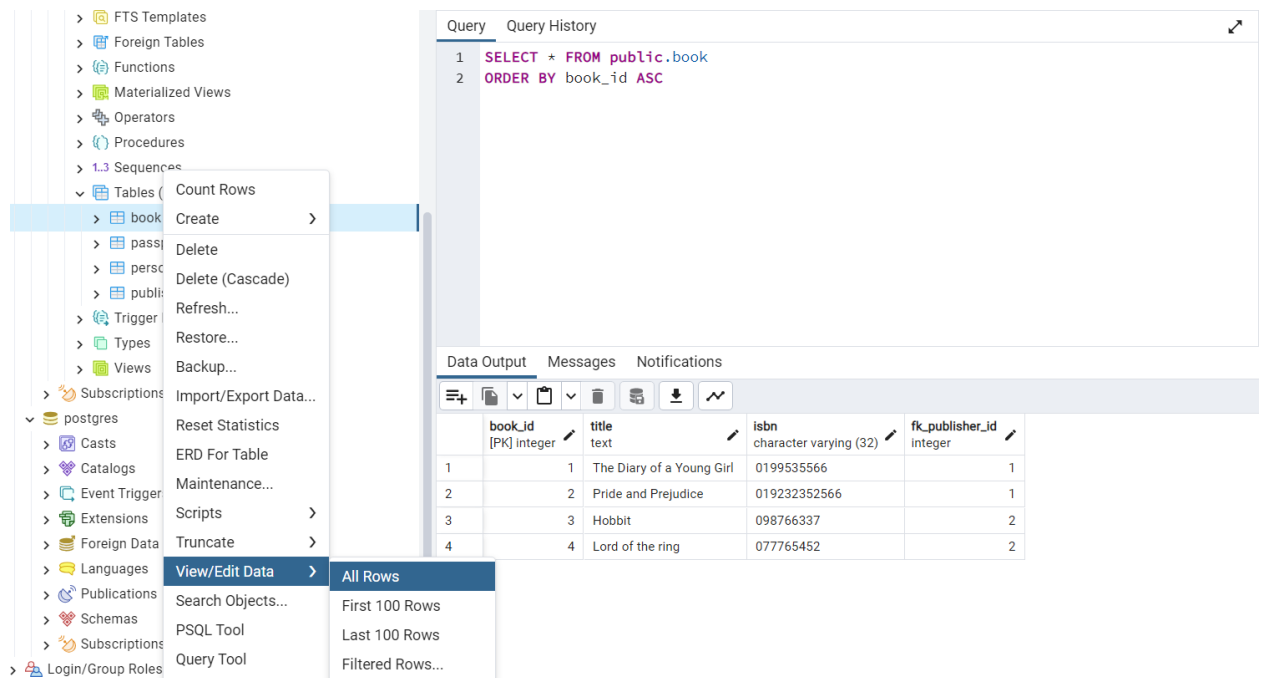 FTS Templates
Foreign Tables
Functions
Materialized Views
Operators
Procedures
1..3 Sequences
Tables (
book
passp
perso
publis
Trigger
Types
Views
Subscriptions
postgres
Casts
Catalogs
Event Trigger
Extensions
Foreign Data
Languages
Publications
Schemas
Subscriptions
Login/Group Roles
Count Rows
Create
Delete
Delete (Cascade)
Refresh...
Restore...
Backup...
Import/Export Data...
Reset Statistics
ERD For Table
Maintenance...
Scripts
Truncate
View/Edit Data
Search Objects...
PSQL Tool
Query Tool
All Rows
First 100 Rows
Last 100 Rows
Filtered Rows...
Query Query History
1 SELECT * FROM public.book
2 ORDER BY book_id ASC
Data Output Messages Notifications
book_id title isbn fk_publisher_id
[PK] integer text character varying (32) integer
1 1 The Diary of a Young Girl 0199535566 1
2 2 Pride and Prejudice 019232352566 1
3 3 Hobbit 098766337 2
4 4 Lord of the ring 077765452 2